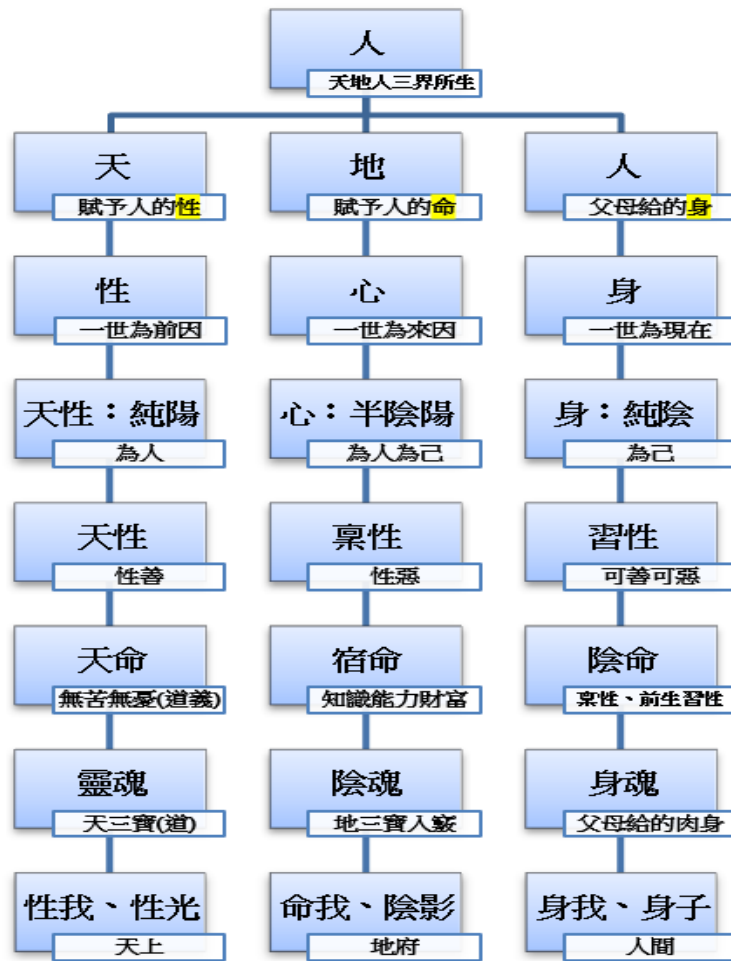 人
天地人三界所生
天 地 人
賦予人的性 賦予人的命 父母給的身
性 心 身
一世為前因 一世為來因 一世為現在
天性：純陽 心：半陰陽 身：純陰
為人 為人為己 為己
天性 稟性 習性
性善 性惡 可善可惡
天命 宿命 陰命
無苦無憂(道義) 知識能力財富 稟性、前生習性
靈魂 陰魂 身魂
天三寶(道) 地三寶入竅 父母給的肉身
性我、性光 命我、陰影 身我、身子
天上 地府 人間